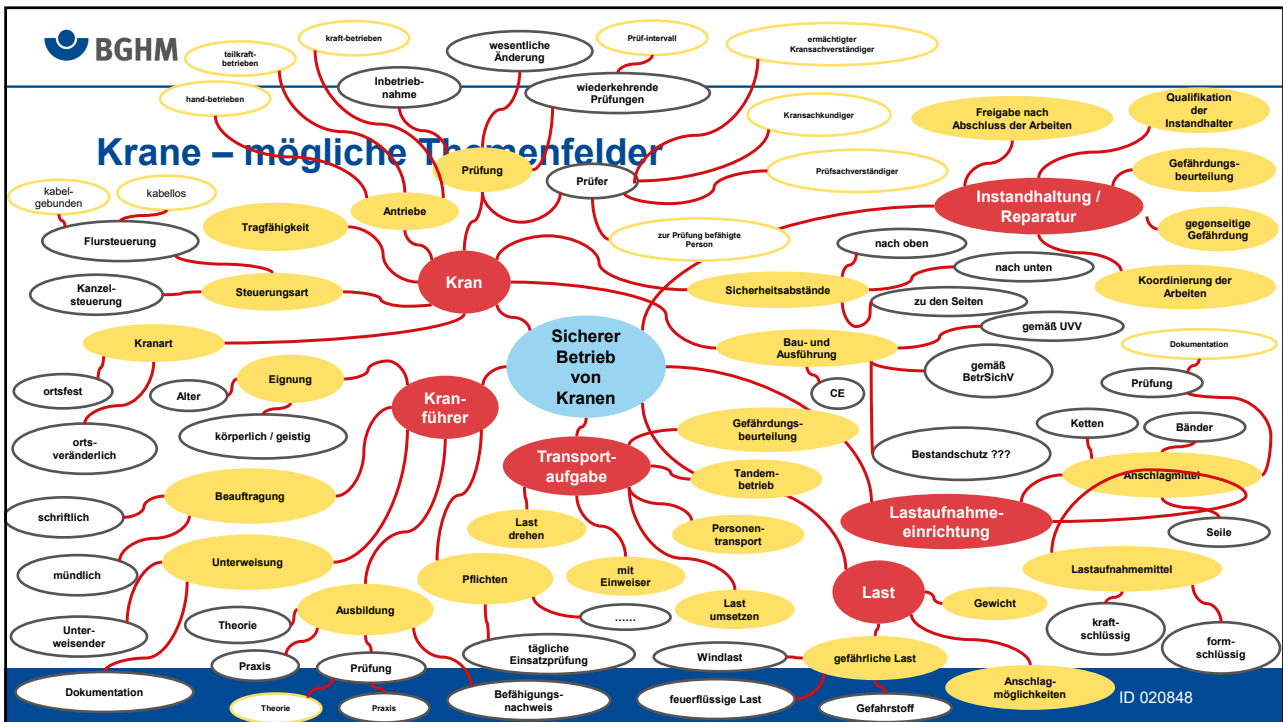 BGHM
Krane – mögliche Themenfelder
teilkraft-
betrieben
kraft-betrieben
hand-betrieben
Inbetrieb-
nahme
wesentliche
Änderung
Prüf-intervall
wiederkehrende
Prüfungen
ermächtigter
Kransachverständiger
Kransachkundiger
Prüfsachverständiger
zur Prüfung befähigte
Person
Prüfer
Prüfung
Antriebe
Freigabe nach
Abschluss der Arbeiten
Qualifikation
der
Instandhalter
Gefährdungs-
beurteilung
gegenseitige
Gefährdung
Koordinierung der
Arbeiten
Instandhaltung /
Reparatur
kabel-
gebunden
kabellos
Flursteuerung
Tragfähigkeit
Kanzel-
steuerung
Steuerungsart
Kran
Kranart
ortsfest
orts-
veränderlich
nach oben
nach unten
Sicherheitsabstände
zu den Seiten
gemäß UVV
Bau- und
Ausführung
gemäß
BetrSichV
CE
Bestandschutz ???
Sicherer
Betrieb
von
Kranen
Alter
Eignung
körperlich / geistig
Kran-
führer
Beauftragung
schriftlich
mündlich
Unterweisung
Unter-
weisender
Dokumentation
Ausbildung
Theorie
Praxis
Prüfung
Theorie
Praxis
Befähigungs-
nachweis
Pflichten
tägliche
Einsatzprüfung
......
Transport-
aufgabe
Gefährdungs-
beurteilung
Tandem-
betrieb
Personen-
transport
Last
drehen
mit
Einweiser
Last
umsetzen
Dokumentation
Prüfung
Ketten
Bänder
Anschlagmittel
Seile
Lastaufnahme-
einrichtung
Lastaufnahmemittel
kraft-
schlüssig
form-
schlüssig
Last
Gewicht
gefährliche Last
Windlast
feuerflüssige Last
Gefahrstoff
Anschlag-
möglichkeiten
ID 020848